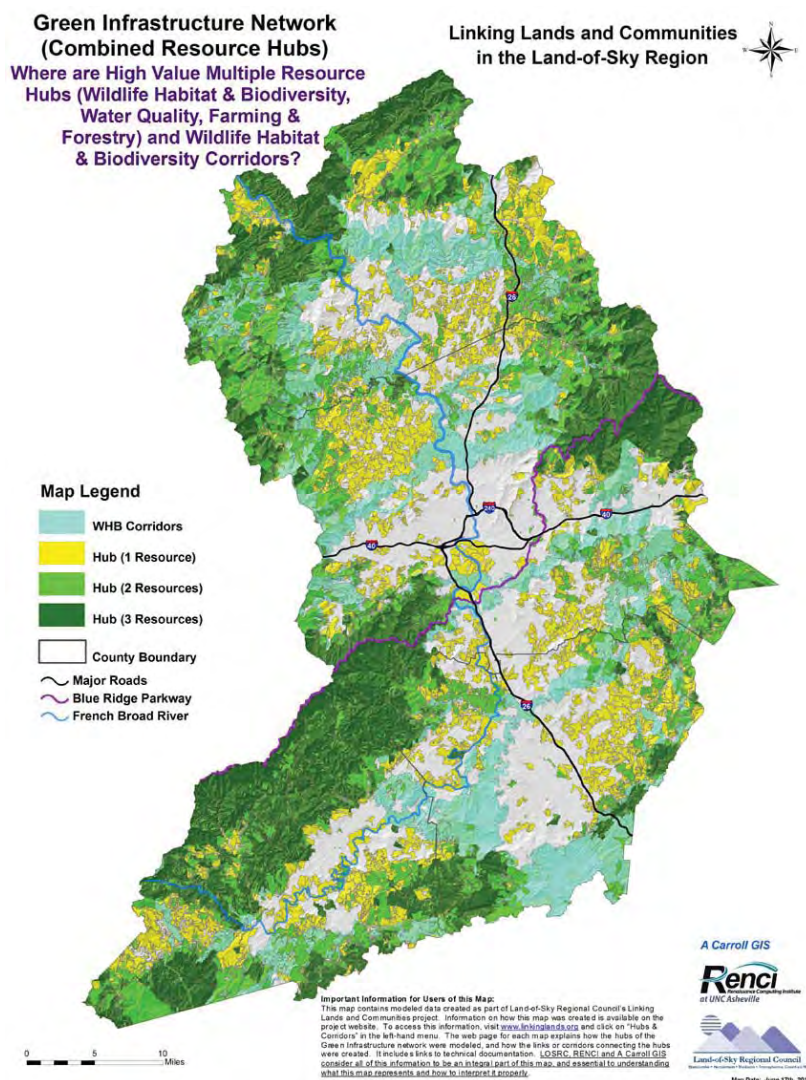 Green Infrastructure Network
(Combined Resource Hubs)
Where are High Value Multiple Resource
Hubs (Wildlife Habitat & Biodiversity,
Water Quality, Farming &
Forestry) and Wildlife Habitat
& Biodiversity Corridors?
Linking Lands and Communities
in the Land-of-Sky Region
N
E
S
W
26
240
40
40
26
Map Legend
WHB Corridors
Hub (1 Resource)
Hub (2 Resources)
Hub (3 Resources)
County Boundary
Major Roads
Blue Ridge Parkway
French Broad River
0 5 10
Miles
Important Information for Users of this Map:
This map contains modeled data created as part of Land-of-Sky Regional Council's Linking
Lands and Communities project. Information on how this map was created is available on the
project website. To access this information, visit www.linkinglands.org and click on "Hubs &
Corridors" in the left-hand menu. The web page for each map explains how the hubs of the
Green Infrastructure network were modeled, and how the links or corridors connecting the hubs
were created. It includes links to technical documentation. LOSRC, RENCI and A Carroll GIS
consider all of this information to be an integral part of this map, and essential to understanding
what this map represents and how to interpret it properly.
A Carroll GIS
Renci
Renaissance Computing Institute
at UNC Asheville
Land-of-Sky Regional Council